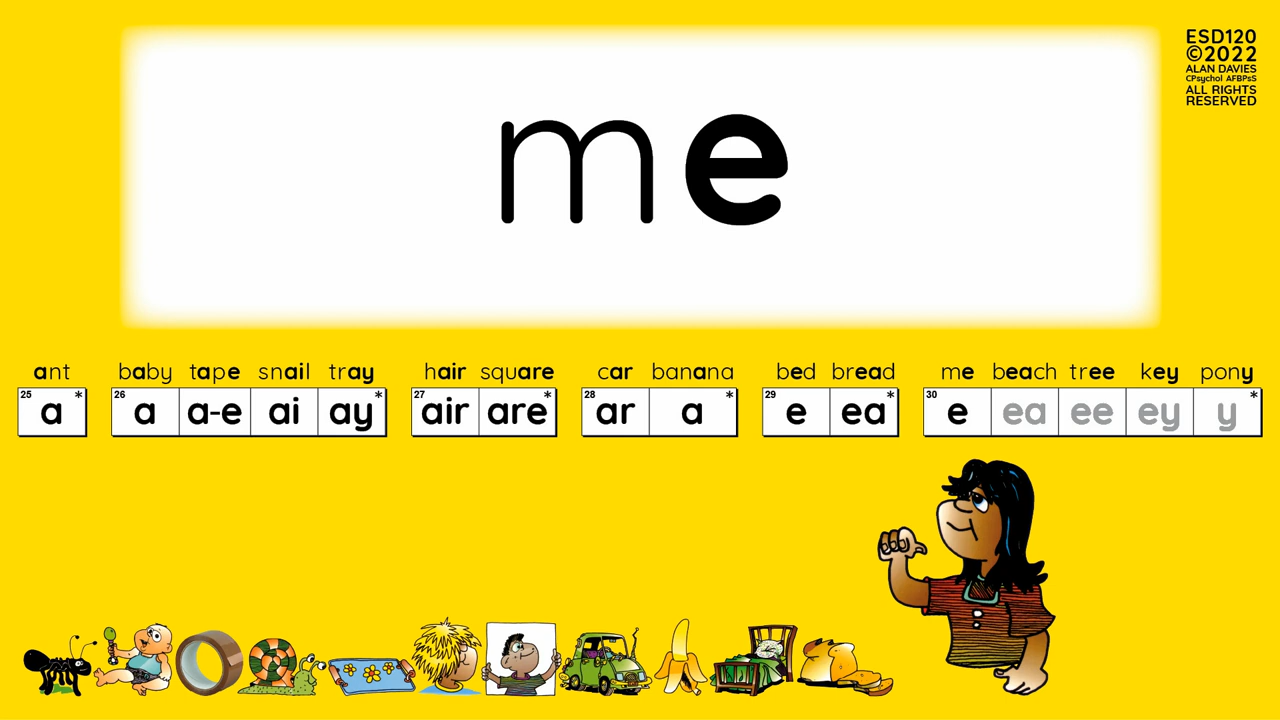 me
ESD120
©2022
ALAN DAVIES
CPsychol AFBPsS
ALL RIGHTS
RESERVED
ant baby tape snail tray hair square car banana bed bread me beach tree key pony
25 a * 26 a a-e ai ay * 27 air are * 28 ar a * 29 e ea * 30 e ea ee ey y *